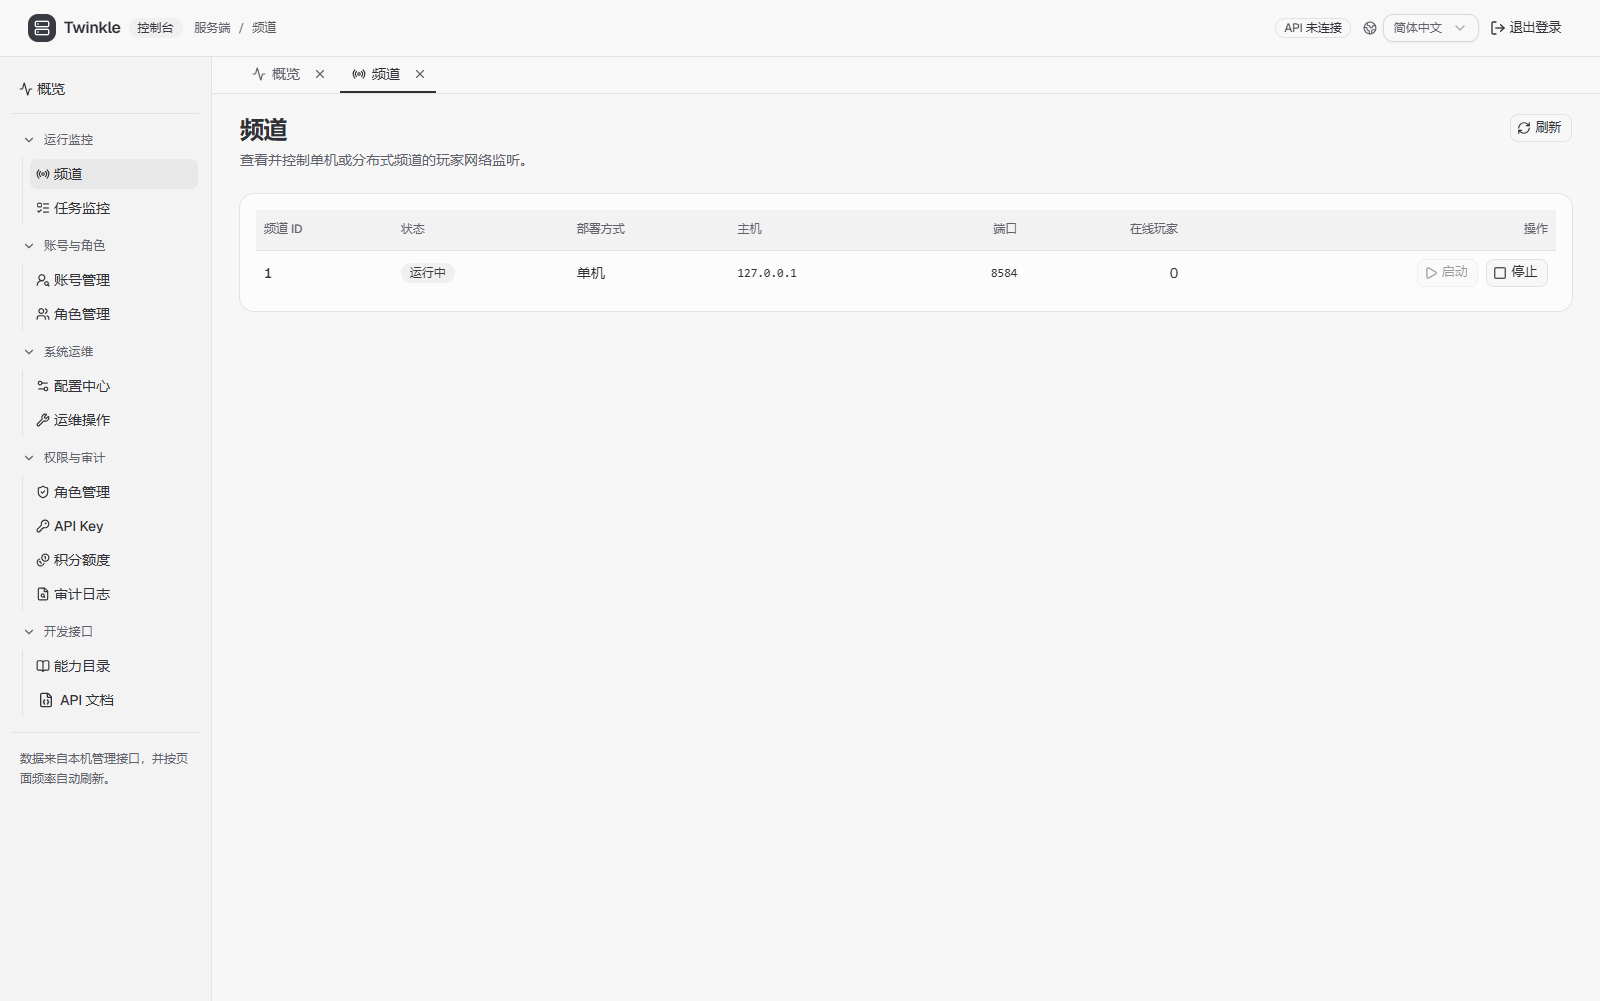 Twinkle 控制台 服务端 / 频道 API 未连接 简体中文 退出登录
概览
运行监控
频道
任务监控
账号与角色
账号管理
角色管理
系统运维
配置中心
运维操作
权限与审计
角色管理
API Key
积分额度
审计日志
开发接口
能力目录
API 文档
数据来自本机管理接口，并按页
面频率自动刷新。
概览 频道
频道
刷新
查看并控制单机或分布式频道的玩家网络监听。
频道 ID 状态 部署方式 主机 端口 在线玩家 操作
1 运行中 单机 127.0.0.1 8584 0 启动 停止